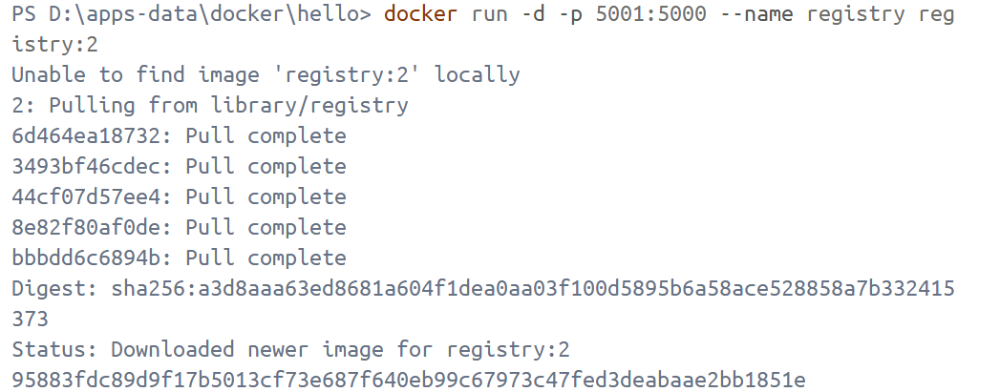 PS D:\apps-data\docker\hello> docker run -d -p 5001:5000 --name registry reg
istry:2
Unable to find image 'registry:2' locally
2: Pulling from library/registry
6d464ea18732: Pull complete
3493bf46cdec: Pull complete
44cf07d57ee4: Pull complete
8e82f80af0de: Pull complete
bbbdd6c6894b: Pull complete
Digest: sha256:a3d8aaa63ed8681a604f1dea0aa03f100d5895b6a58ace528858a7b332415
373
Status: Downloaded newer image for registry:2
95883fdc89d9f17b5013cf73e687f640eb99c67973c47fed3deabaae2bb1851e